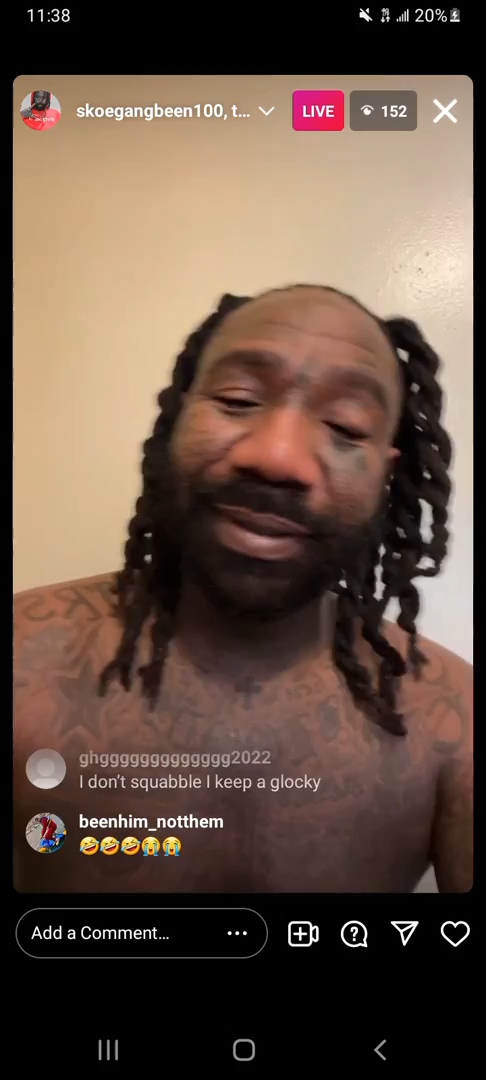 11:38
20%
skoegangbeen100, t...
LIVE
152
ghggggggggggggg2022
I don't squabble I keep a glocky
beenhim_notthem
🤣🤣🤣😭😭
Add a Comment...